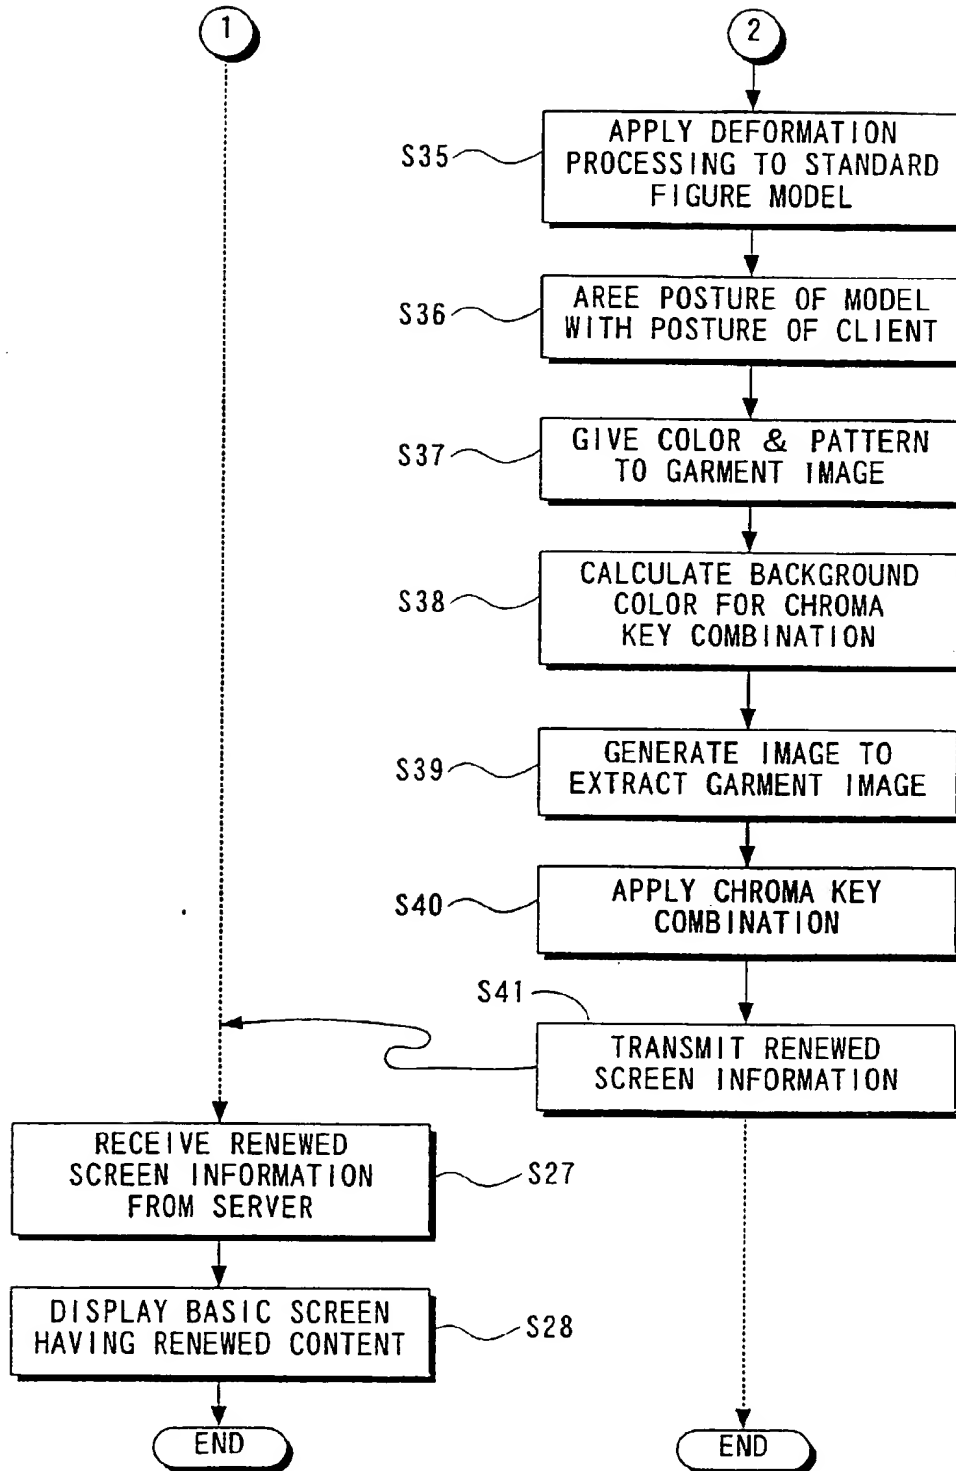 1
2
S35
APPLY DEFORMATION
PROCESSING TO STANDARD
FIGURE MODEL
S36
AREE POSTURE OF MODEL
WITH POSTURE OF CLIENT
S37
GIVE COLOR & PATTERN
TO GARMENT IMAGE
S38
CALCULATE BACKGROUND
COLOR FOR CHROMA
KEY COMBINATION
S39
GENERATE IMAGE TO
EXTRACT GARMENT IMAGE
S40
APPLY CHROMA KEY
COMBINATION
S41
TRANSMIT RENEWED
SCREEN INFORMATION
RECEIVE RENEWED
SCREEN INFORMATION
FROM SERVER
S27
DISPLAY BASIC SCREEN
HAVING RENEWED CONTENT
S28
END
END